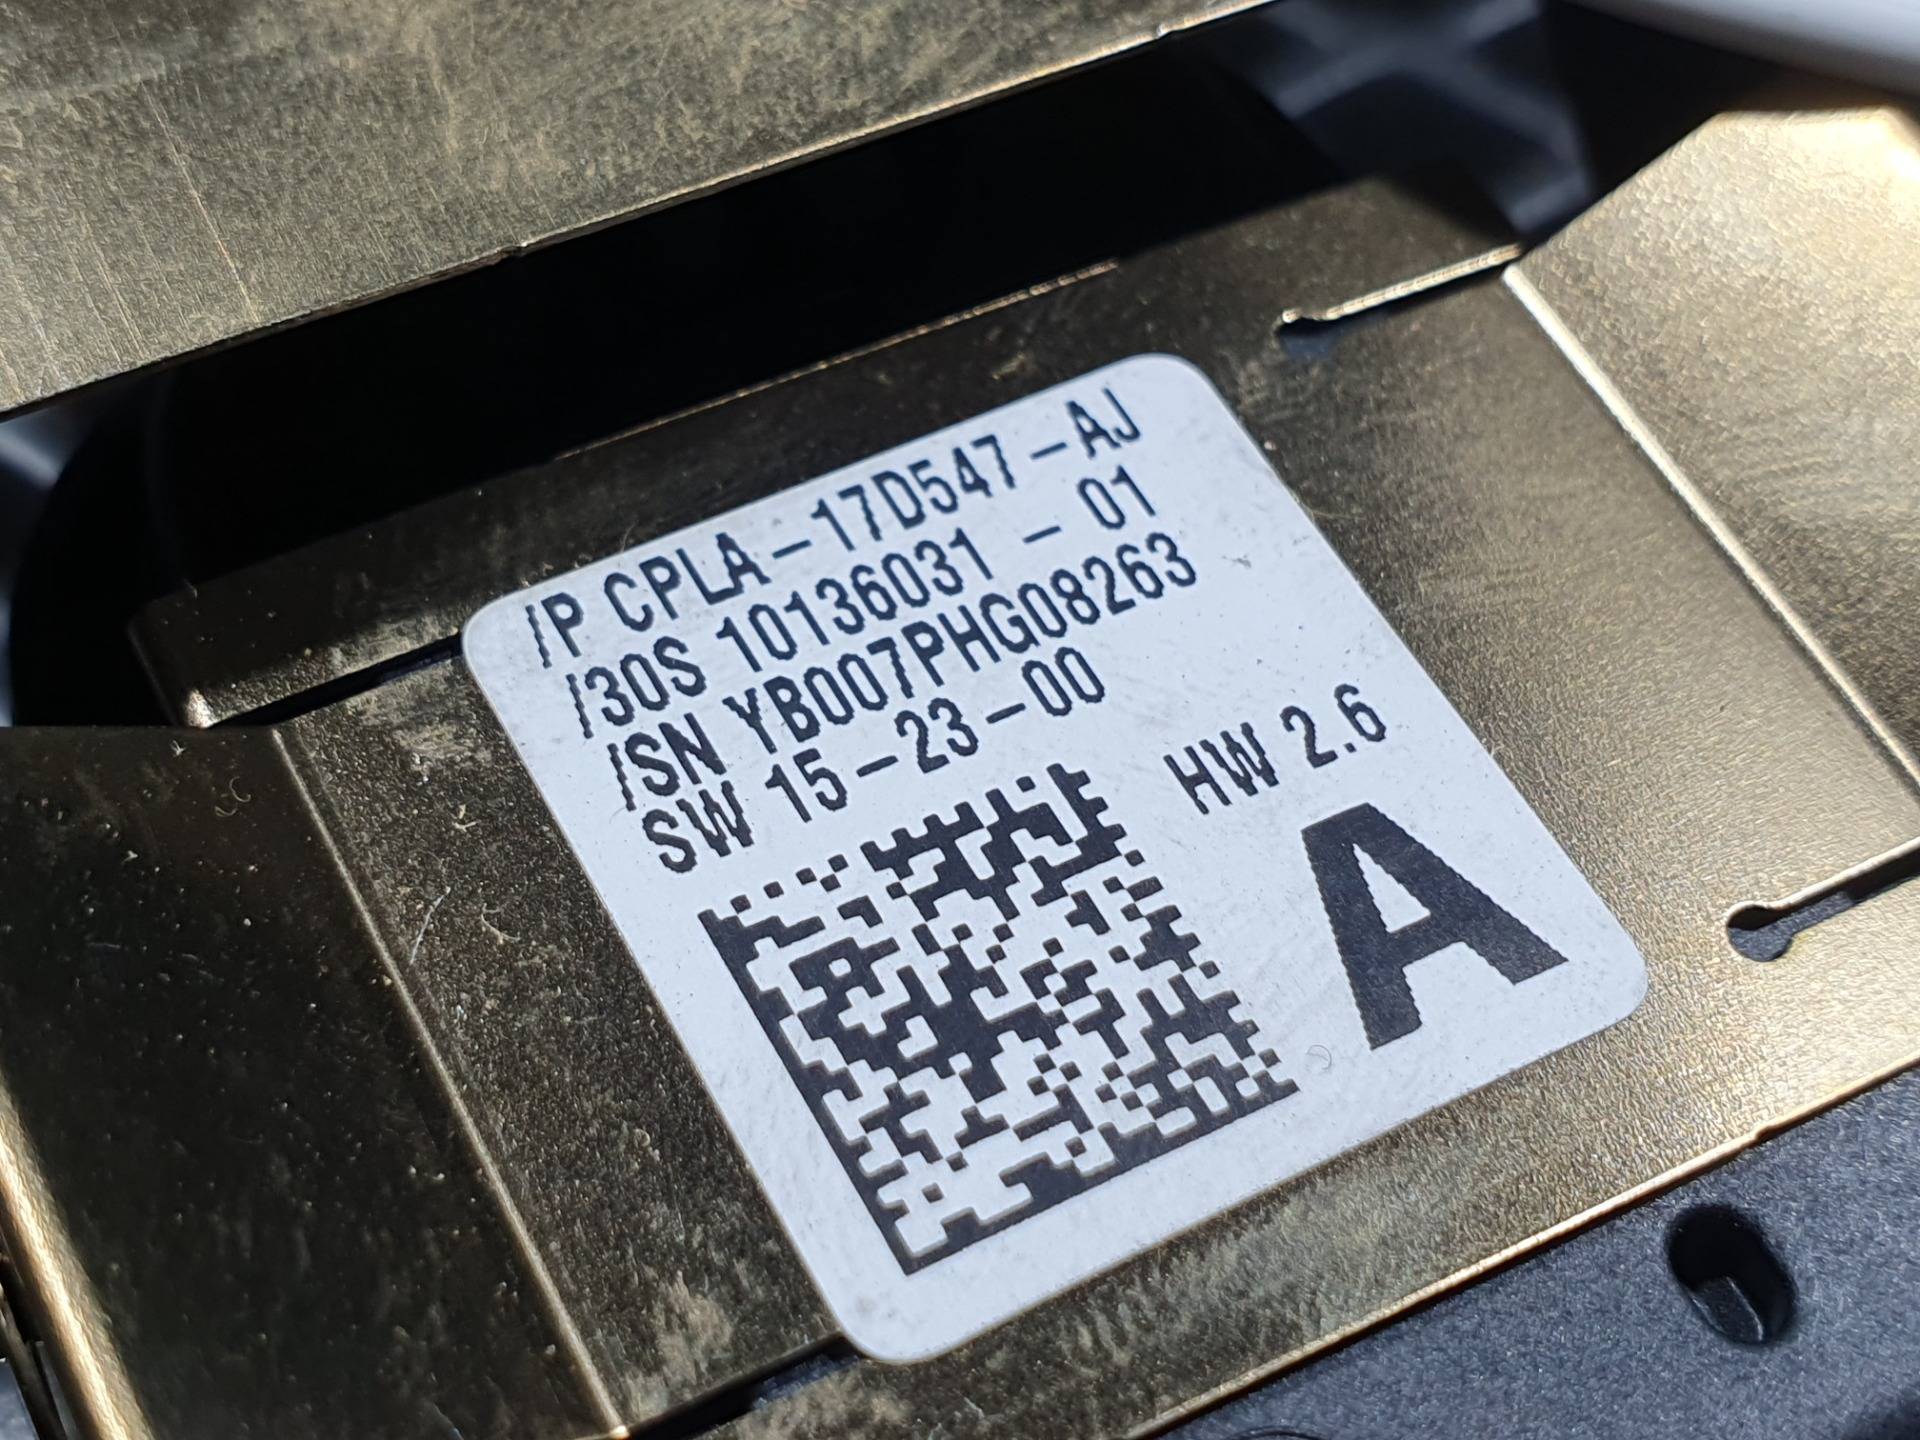 /P CPLA-17D547-AJ
/30S 10136031 - 01
/SN YB007PHG08263
SW 15-23-00
HW 2.6
A